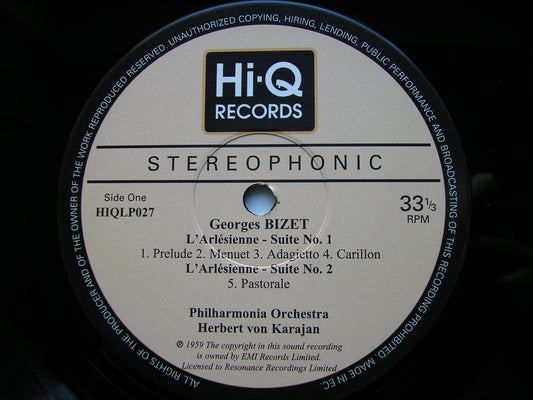 ALL RIGHTS OF THE PRODUCER AND OF THE OWNER OF THE WORK REPRODUCED RESERVED. UNAUTHORIZED COPYING, HIRING, LENDING, PUBLIC PERFORMANCE AND BROADCASTING OF THIS RECORDING PROHIBITED. MADE IN EC.
Hi-Q
RECORDS
STEREOPHONIC
Side One
HIQLP027
33 1/3
RPM
Georges BIZET
L'Arlésienne - Suite No. 1
1. Prelude 2. Menuet 3. Adagietto 4. Carillon
L'Arlésienne - Suite No. 2
5. Pastorale
Philharmonia Orchestra
Herbert von Karajan
℗ 1959 The copyright in this sound recording
is owned by EMI Records Limited.
Licensed to Resonance Recordings Limited